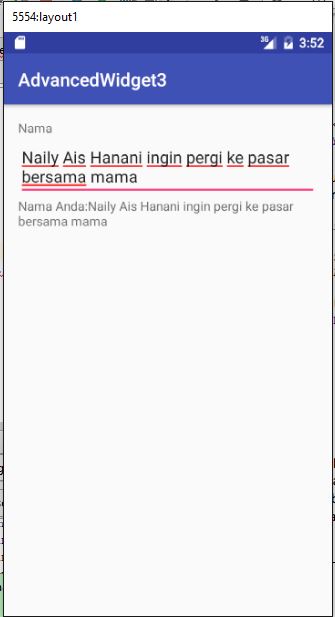 5554:layout1
3G 3:52
AdvancedWidget3
Nama
Naily Ais Hanani ingin pergi ke pasar
bersama mama
Nama Anda:Naily Ais Hanani ingin pergi ke pasar
bersama mama